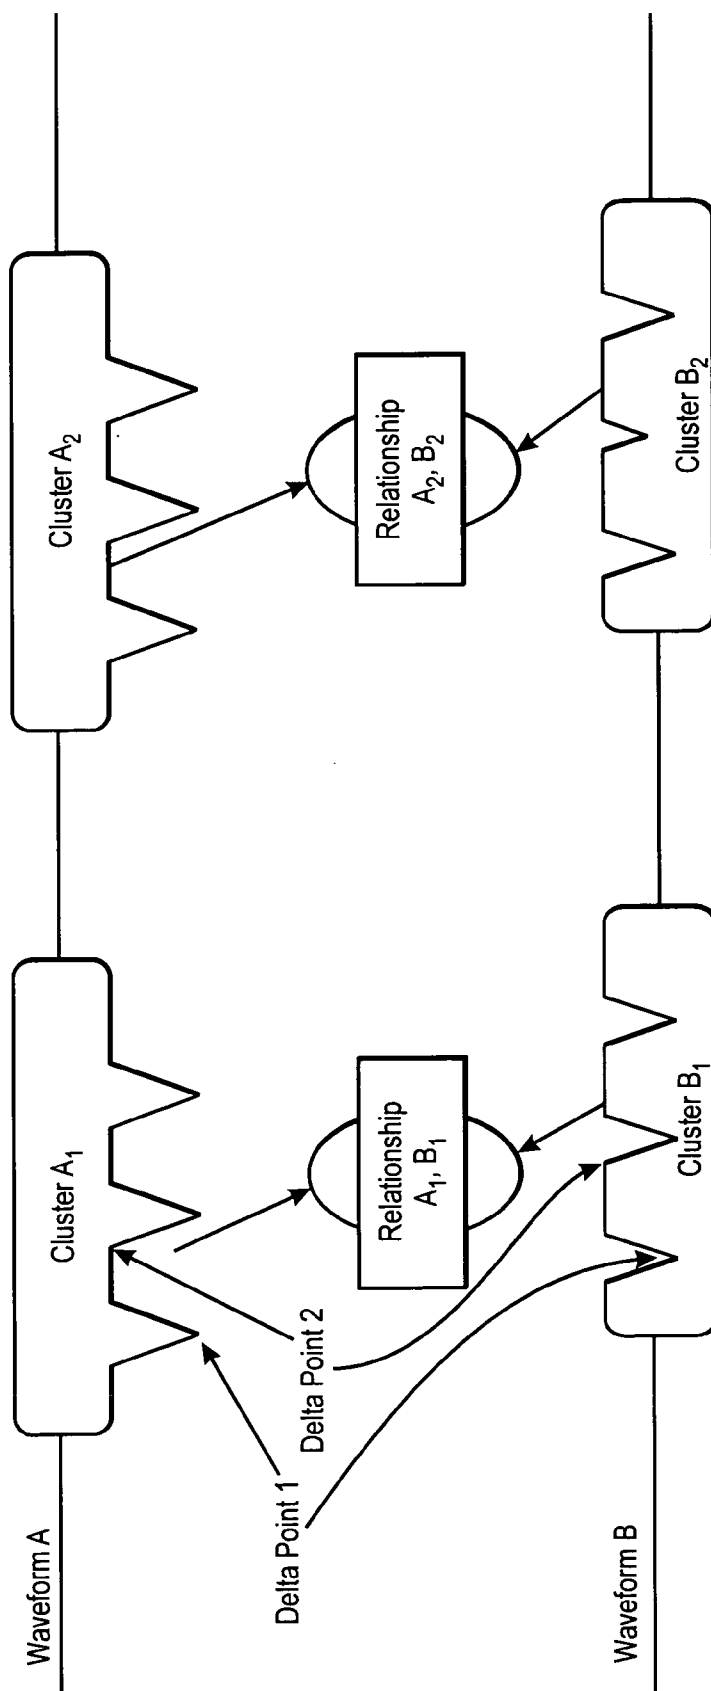 Waveform A
Cluster A₁
Cluster A₂
Delta Point 1
Delta Point 2
Relationship
A₁, B₁
Relationship
A₂, B₂
Waveform B
Cluster B₁
Cluster B₂